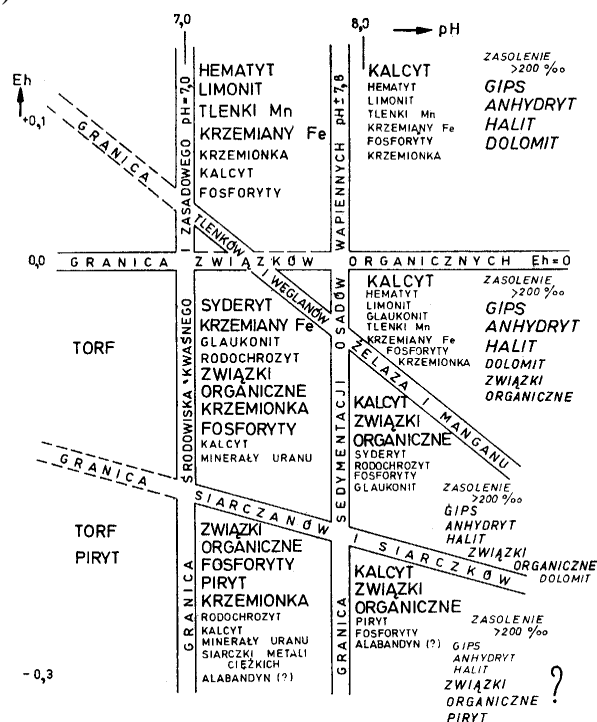 7,0
8,0
pH
Eh
+0,1
0,0
-0,3
GRANICA TLENKÓW I WĘGLANÓW ŻELAZA I MANGANU
GRANICA ŚRODOWISKA KWAŚNEGO I ZASADOWEGO pH=7,0
GRANICA SEDYMENTACJI OSADÓW WAPIENNYCH pH±7,8
GRANICA ZWIĄZKÓW ORGANICZNYCH Eh=0
GRANICA SIARCZANÓW I SIARCZKÓW
HEMATYT
LIMONIT
TLENKI Mn
KRZEMIANY Fe
KRZEMIONKA
KALCYT
FOSFORYTY
KALCYT
HEMATYT
LIMONIT
TLENKI Mn
KRZEMIANY Fe
FOSFORYTY
KRZEMIONKA
ZASOLENIE
>200 ‰
GIPS
ANHYDRYT
HALIT
DOLOMIT
TORF
SYDERYT
KRZEMIANY Fe
GLAUKONIT
RODOCHROZYT
ZWIĄZKI
ORGANICZNE
KRZEMIONKA
FOSFORYTY
KALCYT
MINERAŁY URANU
KALCYT
HEMATYT
LIMONIT
GLAUKONIT
TLENKI Mn
KRZEMIANY Fe
FOSFORYTY
KRZEMIONKA
ZASOLENIE
>200 ‰
GIPS
ANHYDRYT
HALIT
DOLOMIT
ZWIĄZKI
ORGANICZNE
KALCYT
ZWIĄZKI
ORGANICZNE
SYDERYT
RODOCHROZYT
FOSFORYTY
GLAUKONIT
ZASOLENIE
>200 ‰
GIPS
ANHYDRYT
HALIT
ZWIĄZKI
ORGANICZNE
DOLOMIT
TORF
PIRYT
ZWIĄZKI
ORGANICZNE
FOSFORYTY
PIRYT
KRZEMIONKA
RODOCHROZYT
KALCYT
MINERAŁY URANU
SIARCZKI METALI
CIĘŻKICH
ALABANDYN (?)
KALCYT
ZWIĄZKI
ORGANICZNE
PIRYT
FOSFORYTY
ALABANDYN (?)
ZASOLENIE
>200 ‰
GIPS
ANHYDRYT
HALIT
ZWIĄZKI
ORGANICZNE
PIRYT
?